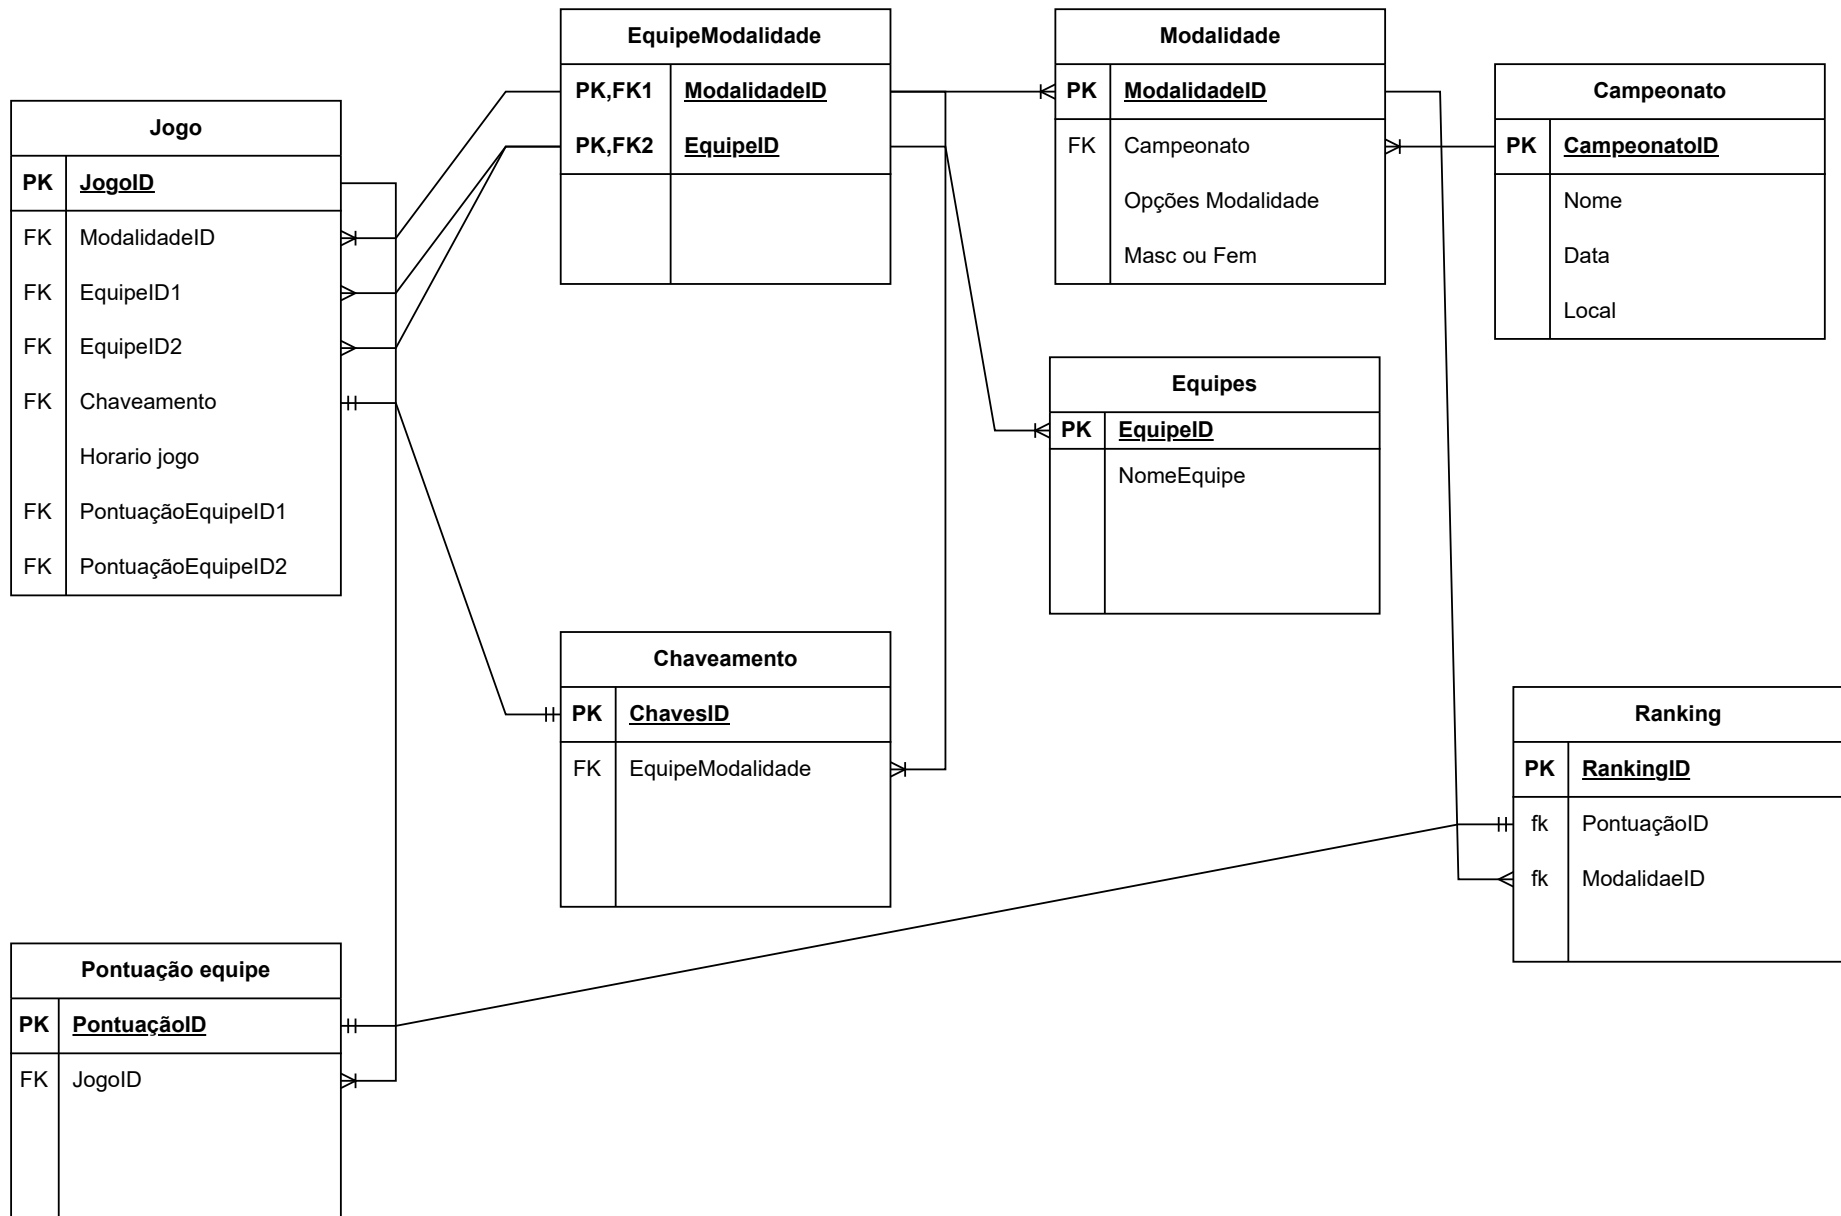 Jogo
PK JogoID
FK ModalidadeID
FK EquipeID1
FK EquipeID2
FK Chaveamento
Horario jogo
FK PontuaçãoEquipeID1
FK PontuaçãoEquipeID2
EquipeModalidade
PK,FK1 ModalidadeID
PK,FK2 EquipeID
Modalidade
PK ModalidadeID
FK Campeonato
Opções Modalidade
Masc ou Fem
Campeonato
PK CampeonatoID
Nome
Data
Local
Equipes
PK EquipeID
NomeEquipe
Chaveamento
PK ChavesID
FK EquipeModalidade
Ranking
PK RankingID
fk PontuaçãoID
fk ModalidaeID
Pontuação equipe
PK PontuaçãoID
FK JogoID